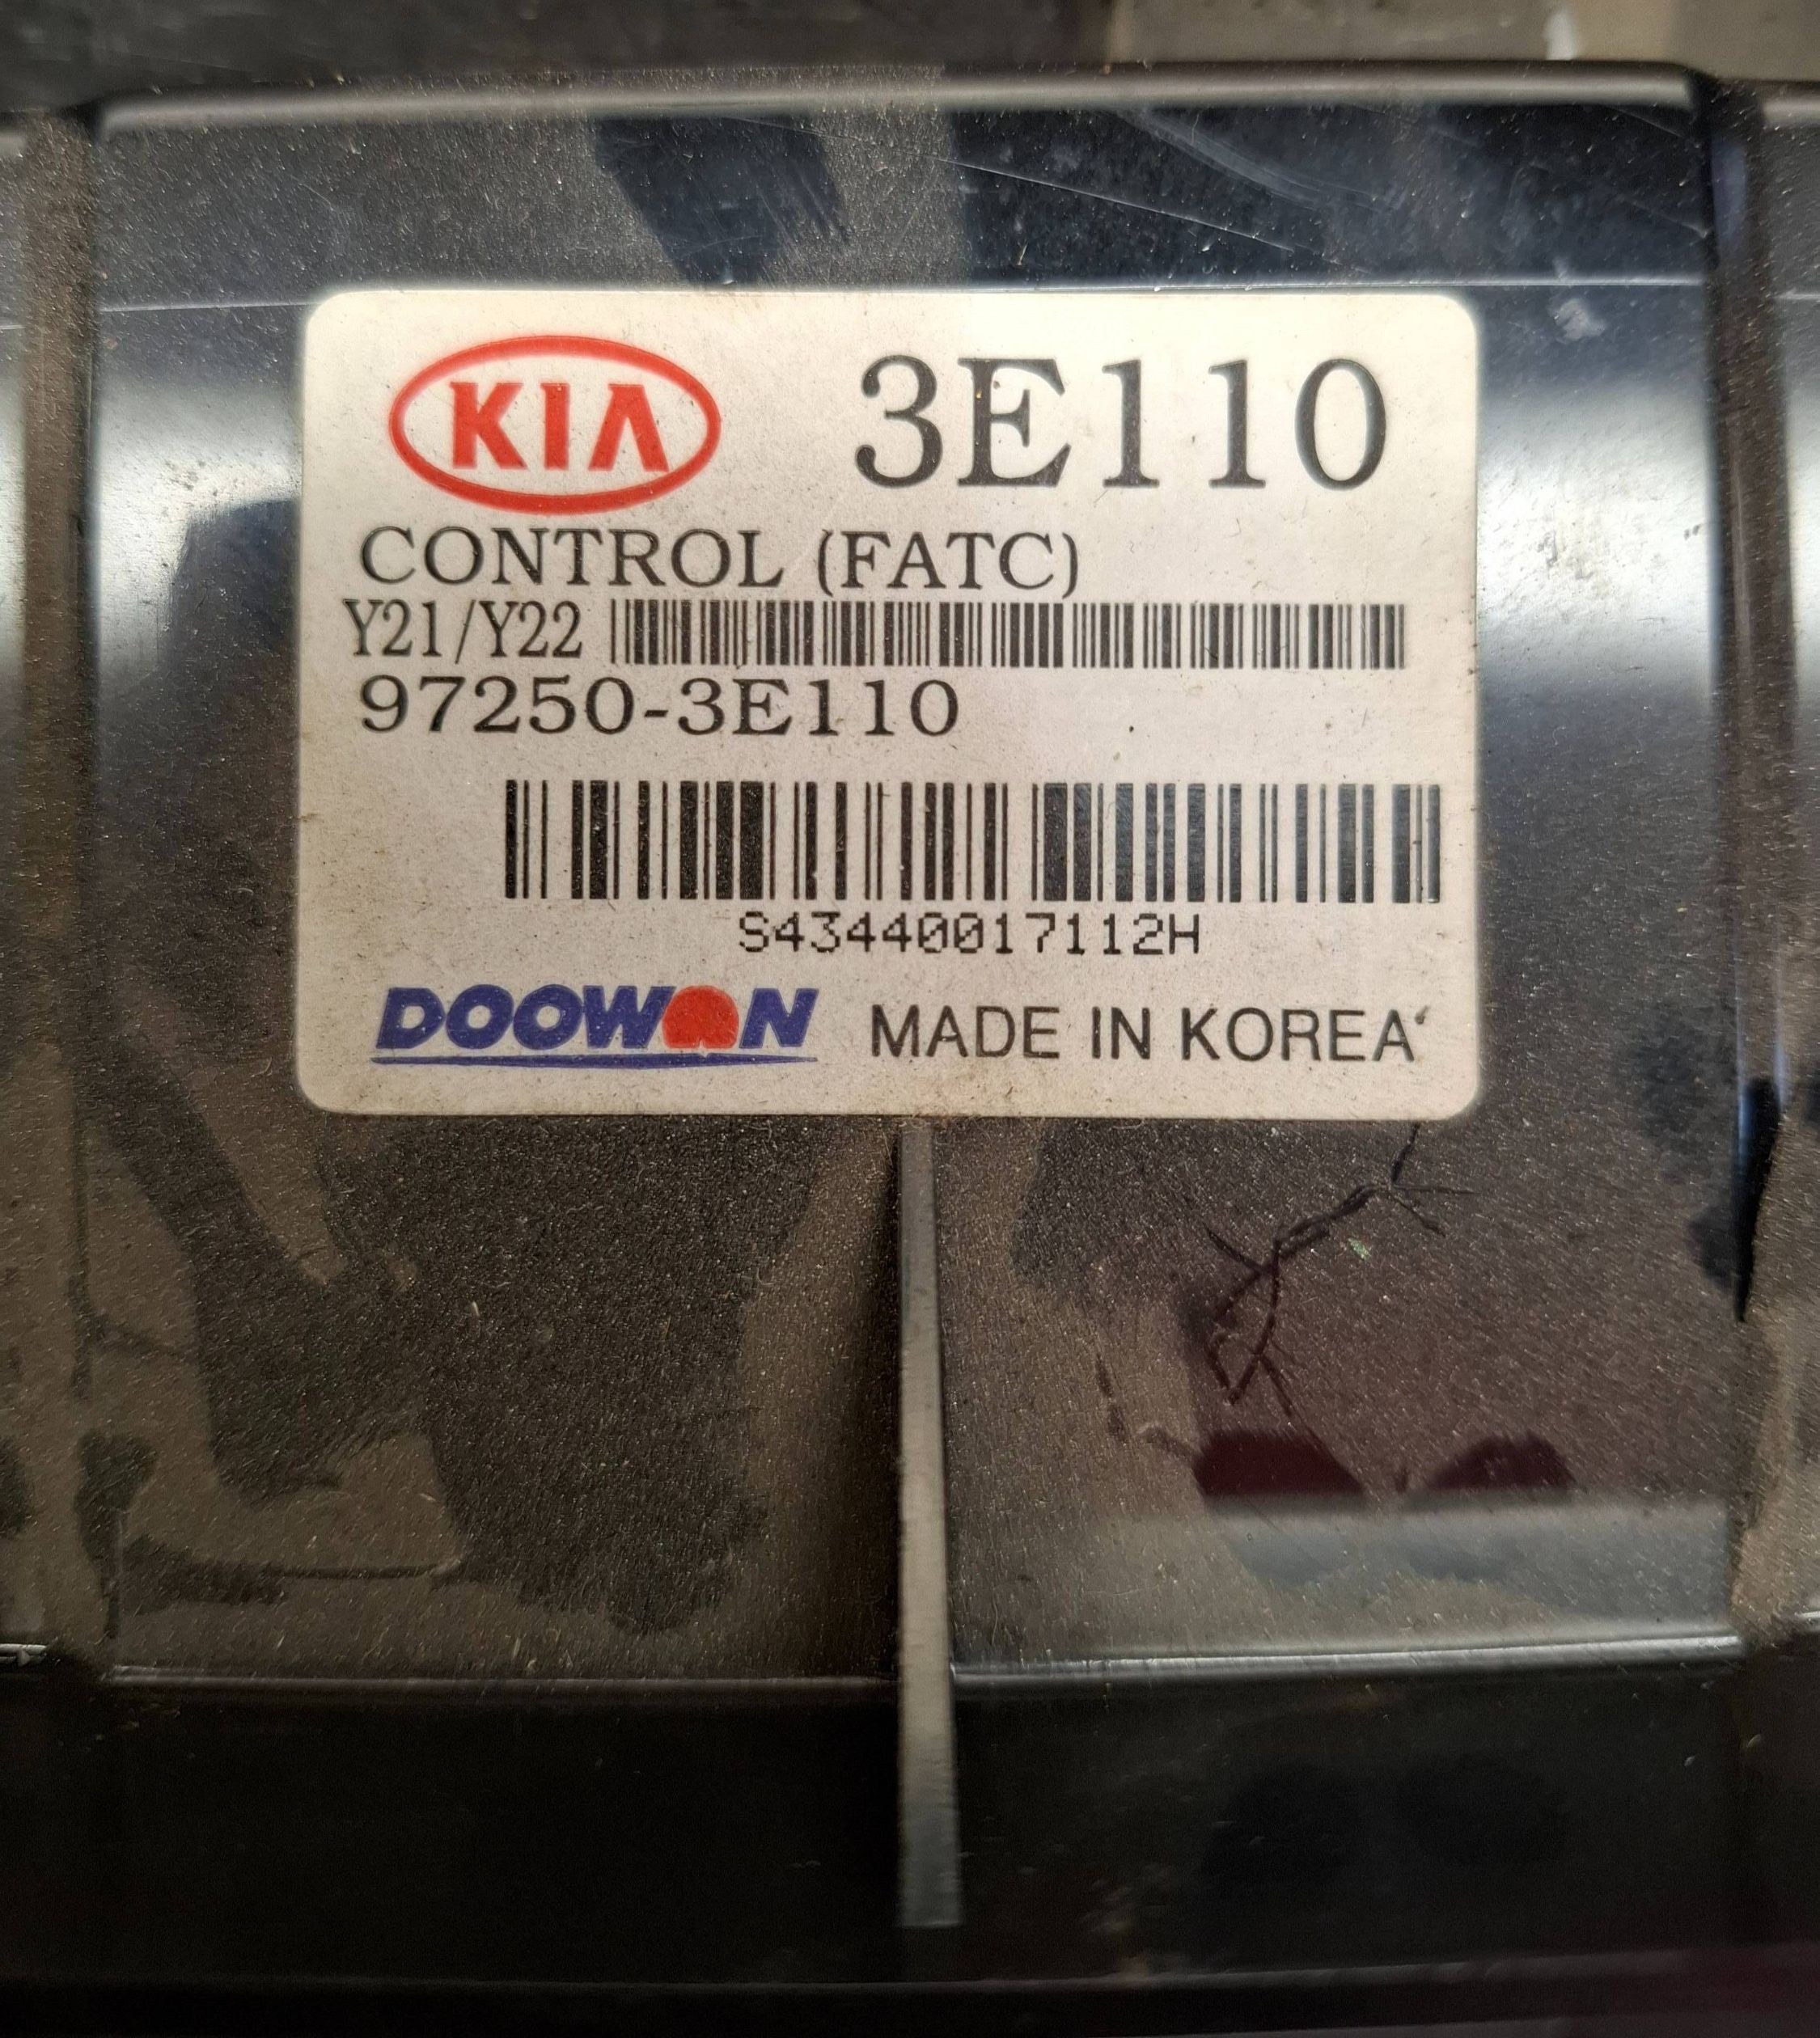 KIA 3E110
CONTROL (FATC)
Y21/Y22
97250-3E110
S43440017112H
DOOWON MADE IN KOREA